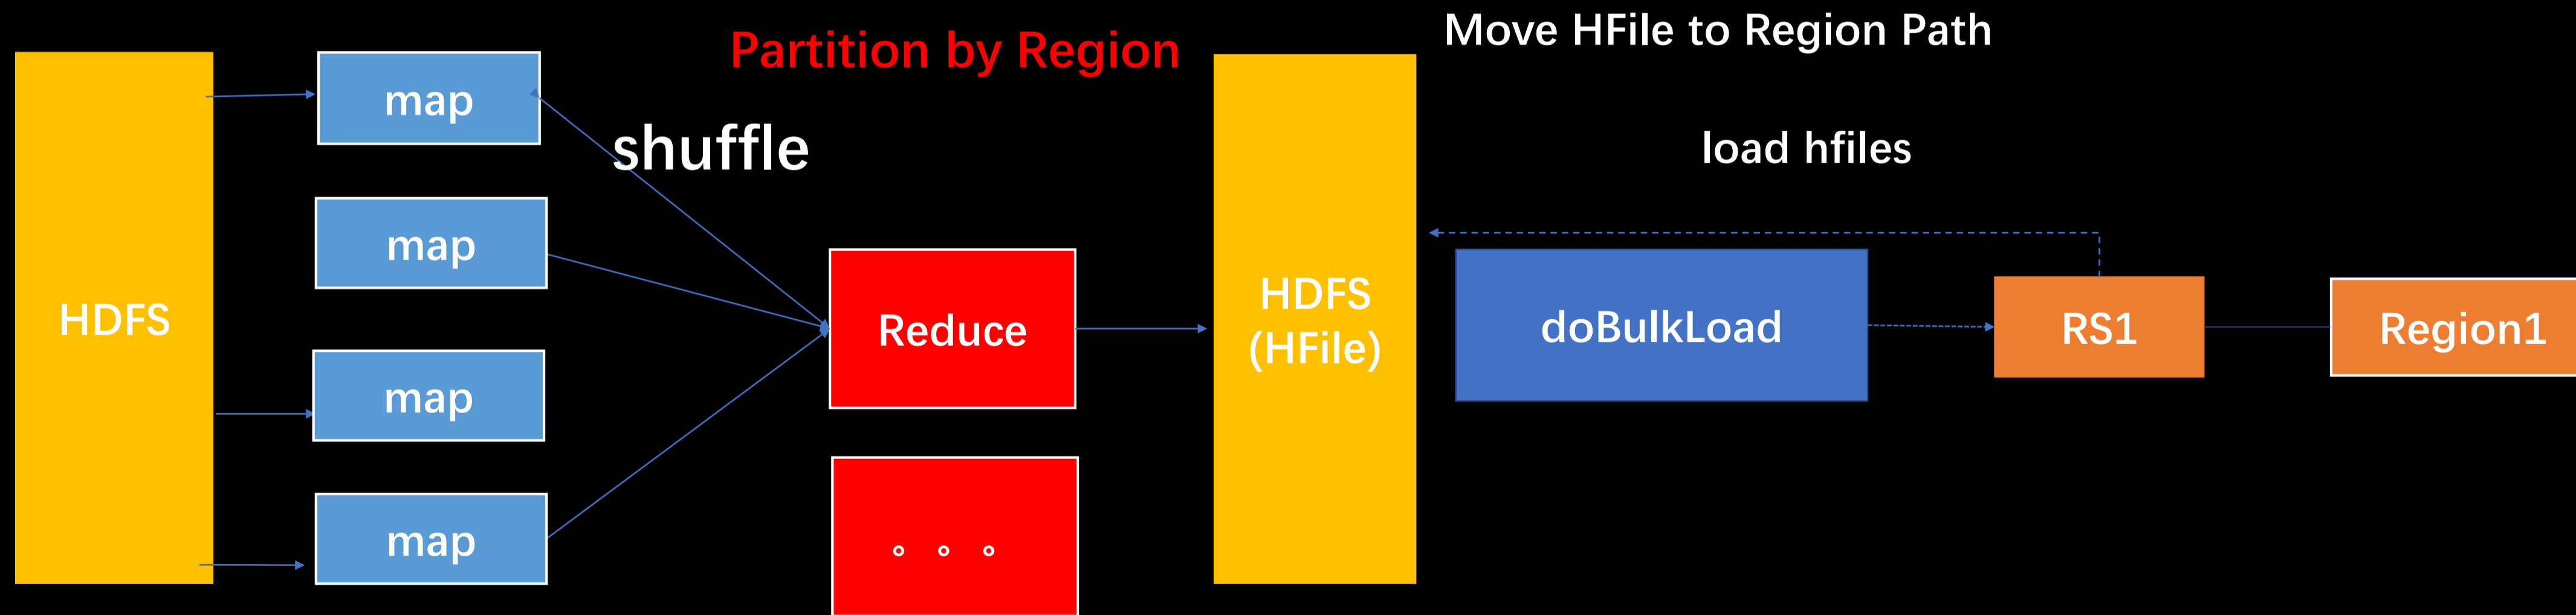 HDFS
map
map
map
map
shuffle
Partition by Region
Reduce
。。。
HDFS
(HFile)
Move HFile to Region Path
load hfiles
doBulkLoad
RS1
Region1